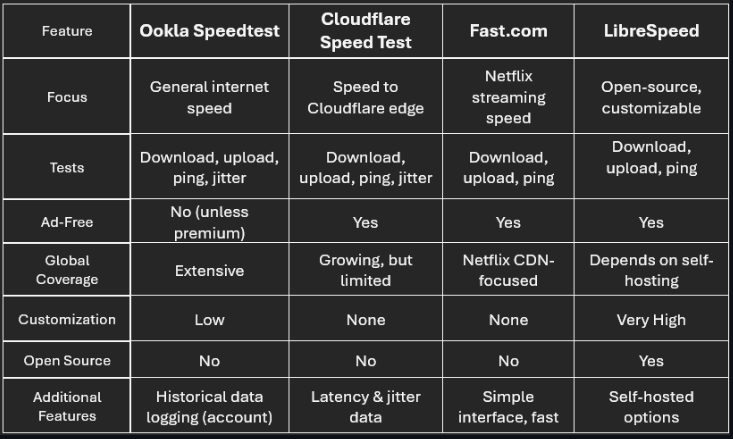 Feature
Ookla Speedtest
Cloudflare
Speed Test
Fast.com
LibreSpeed
Focus
General internet
speed
Speed to
Cloudflare edge
Netflix
streaming
speed
Open-source,
customizable
Tests
Download, upload,
ping, jitter
Download,
upload, ping, jitter
Download,
upload, ping
Download,
upload, ping
Ad-Free
No (unless
premium)
Yes
Yes
Yes
Global
Coverage
Extensive
Growing, but
limited
Netflix CDN-
focused
Depends on self-
hosting
Customization
Low
None
None
Very High
Open Source
No
No
No
Yes
Additional
Features
Historical data
logging (account)
Latency & jitter
data
Simple
interface, fast
Self-hosted
options